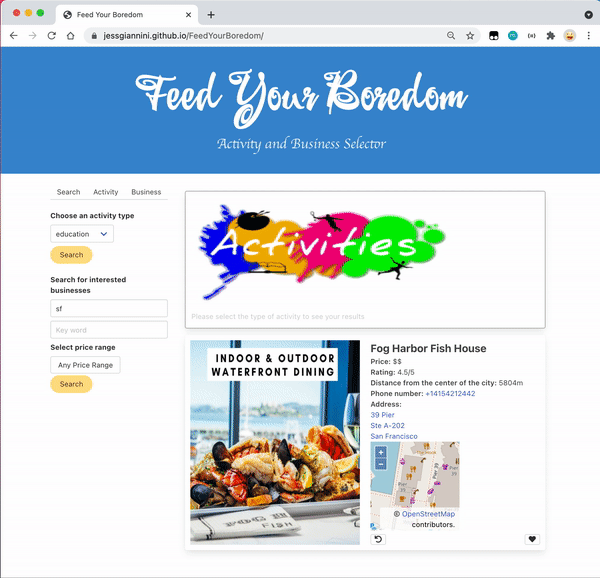 Feed Your Boredom
jessgiannini.github.io/FeedYourBoredom/
Feed Your Boredom
Activity and Business Selector
Search Activity Business
Choose an activity type
education
Search
Search for interested
businesses
sf
Key word
Select price range
Any Price Range
Search
Activities
Please select the type of activity to see your results
INDOOR & OUTDOOR
WATERFRONT DINING
FISH
Fog Harbor Fish House
Price: $$
Rating: 4.5/5
Distance from the center of the city: 5804m
Phone number: +14154212442
Address:
39 Pier
Ste A-202
San Francisco
+
−
Pier 39
© OpenStreetMap
contributors.